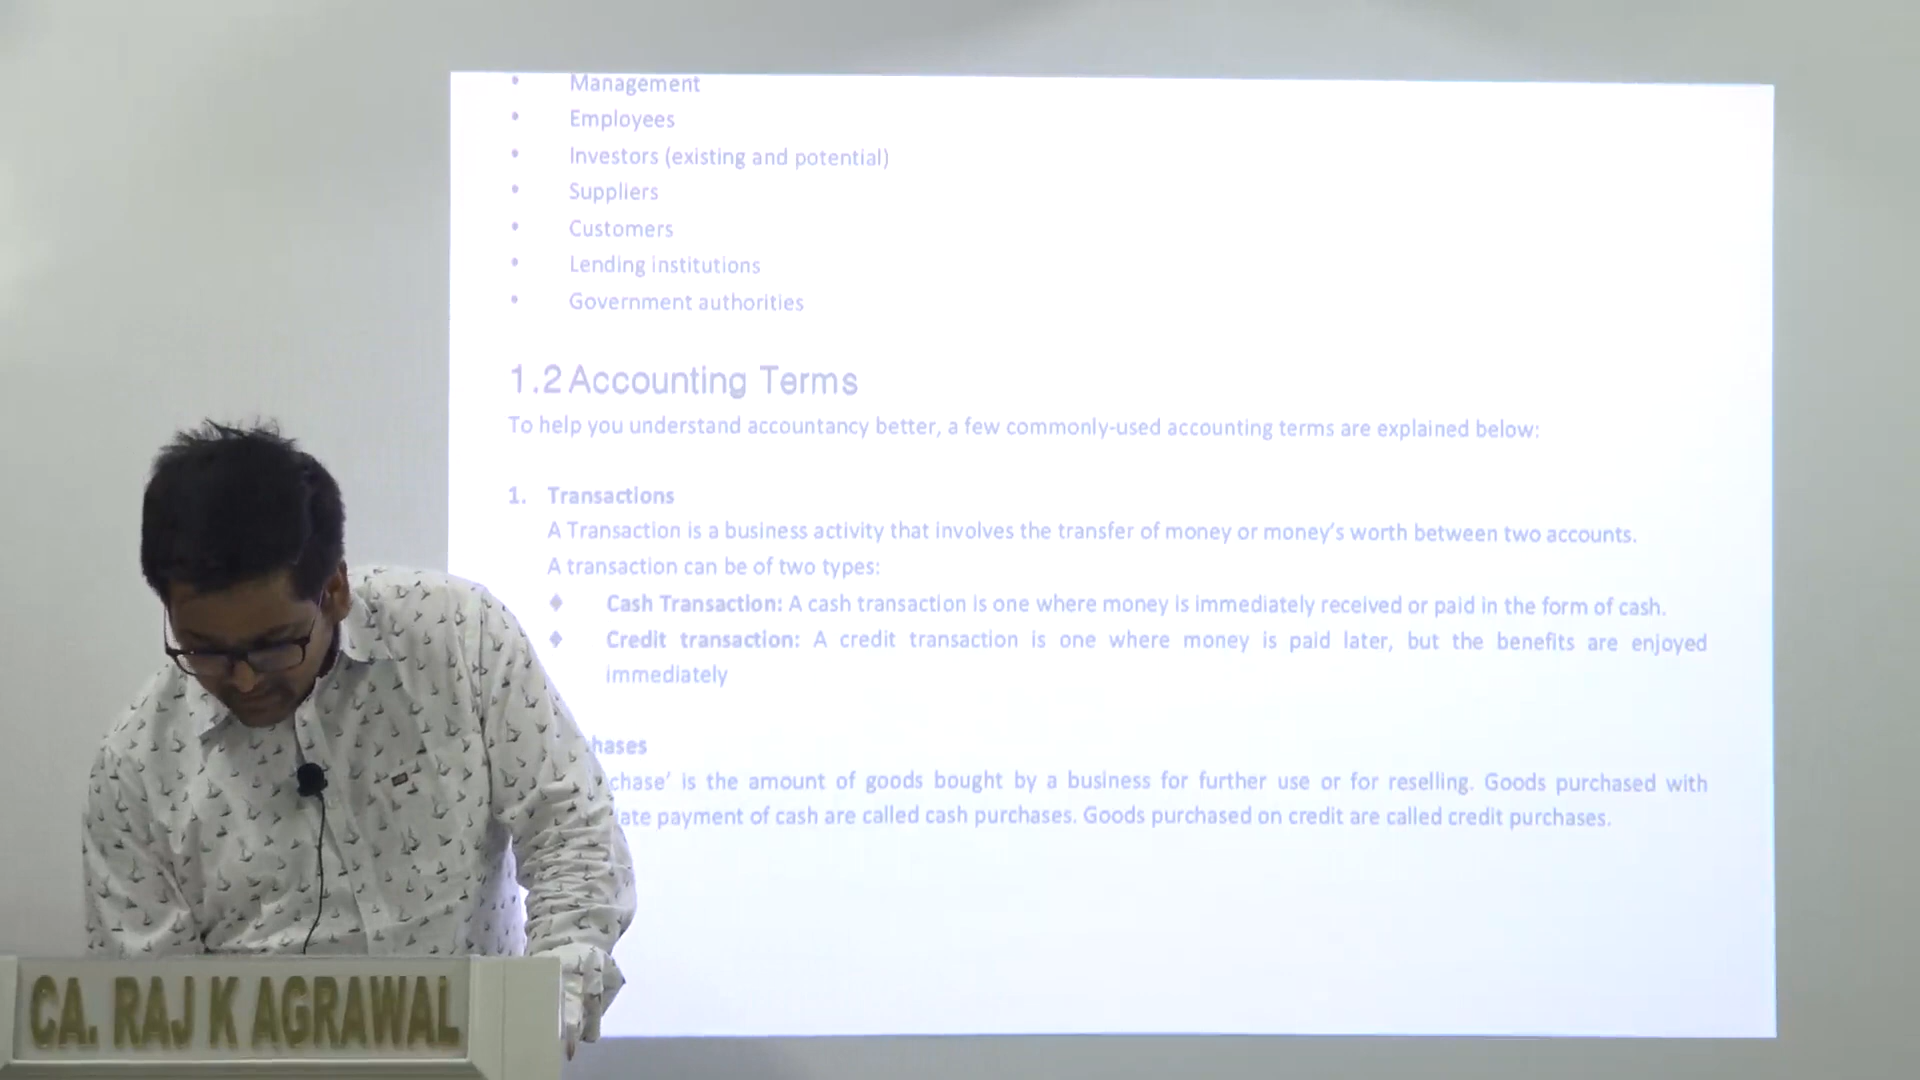 • Management
• Employees
• Investors (existing and potential)
• Suppliers
• Customers
• Lending institutions
• Government authorities
1.2 Accounting Terms
To help you understand accountancy better, a few commonly-used accounting terms are explained below:
1. Transactions
A Transaction is a business activity that involves the transfer of money or money’s worth between two accounts.
A transaction can be of two types:
♦ Cash Transaction: A cash transaction is one where money is immediately received or paid in the form of cash.
♦ Credit transaction: A credit transaction is one where money is paid later, but the benefits are enjoyed
immediately
hases
chase’ is the amount of goods bought by a business for further use or for reselling. Goods purchased with
iate payment of cash are called cash purchases. Goods purchased on credit are called credit purchases.
CA. RAJ K AGRAWAL